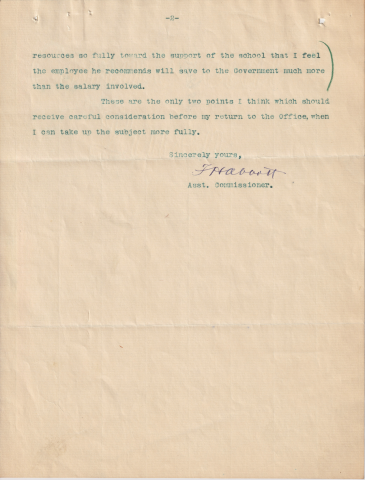 -2-
resources so fully toward the support of the school that I feel
the employee he recommends will save to the Government much more
than the salary involved.
These are the only two points I think which should
receive careful consideration before my return to the Office, when
I can take up the subject more fully.
Sincerely yours,
F H Abbott
Asst. Commissioner.